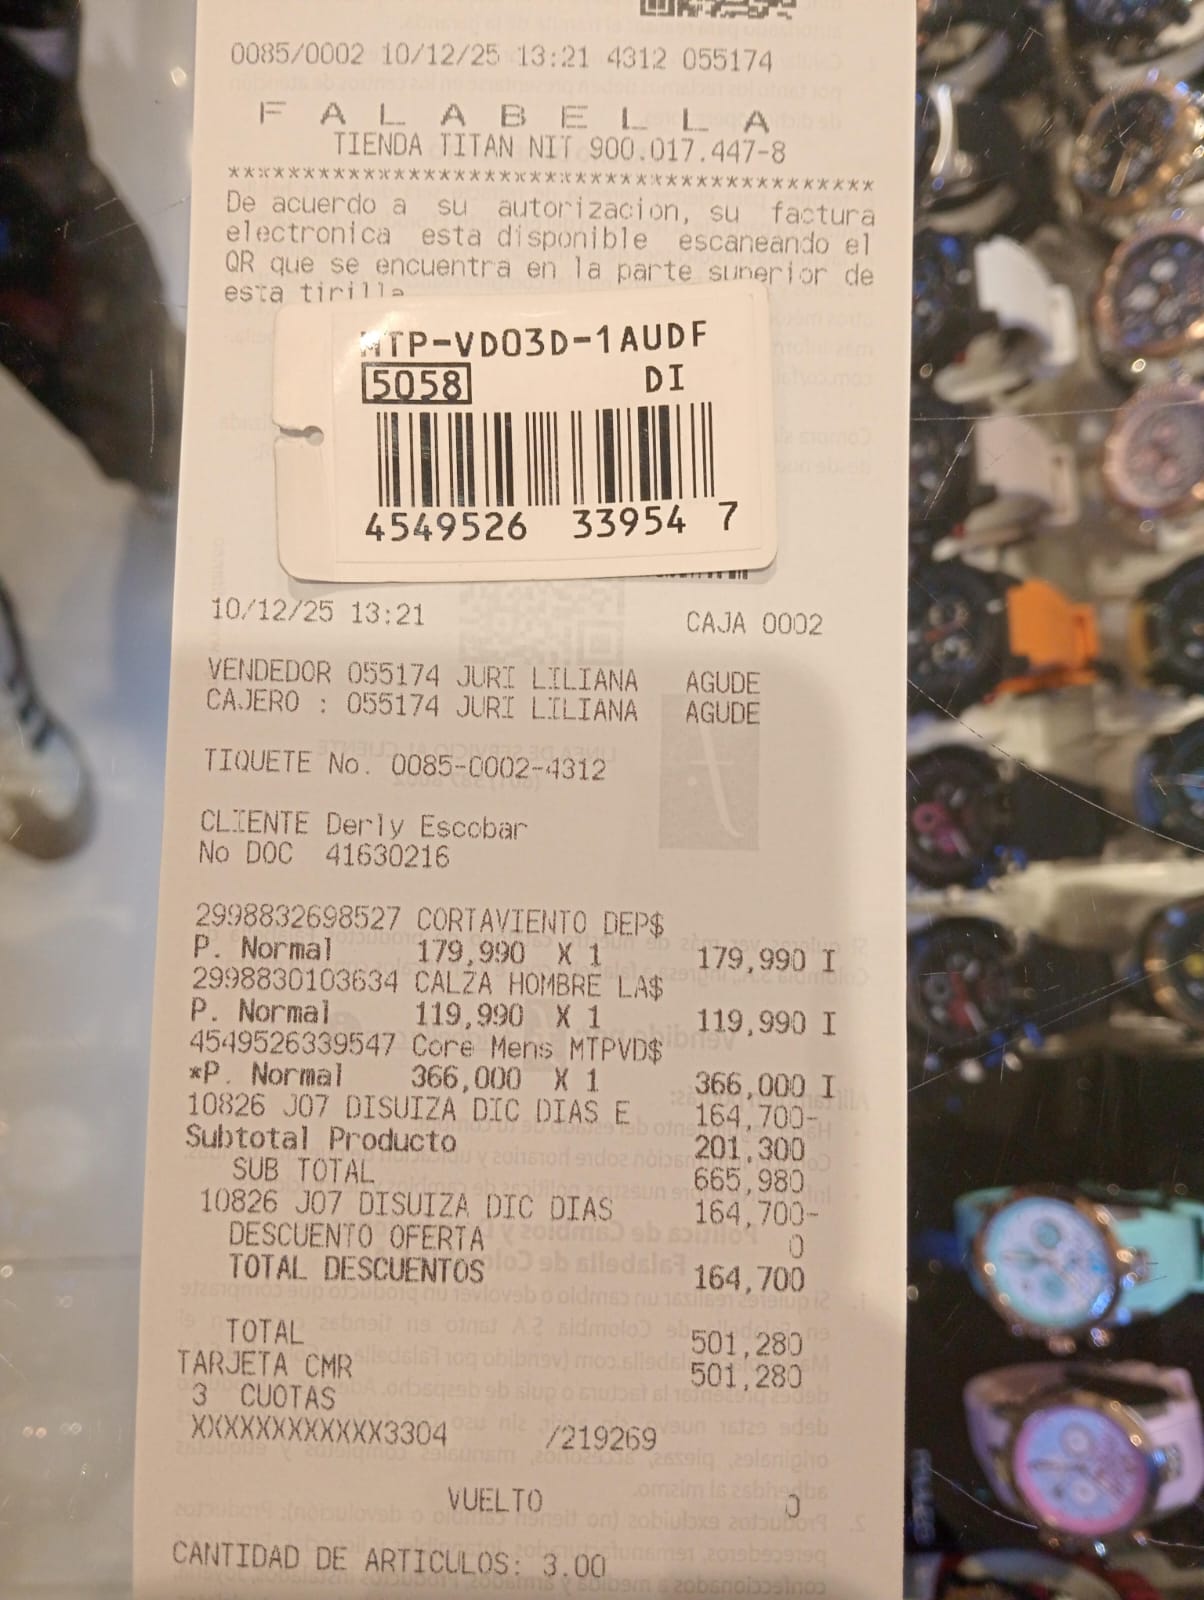 0085/0002 10/12/25 13:21 4312 055174
FALABELLA
TIENDA TITAN NIT 900.017.447-8
*******************************************
De acuerdo a su autorizacion, su factura
electronica esta disponible escaneando el
QR que se encuentra en la parte superior de
esta tirilla
MTP-VD03D-1AUDF
5058 DI
4549526 33954 7
10/12/25 13:21 CAJA 0002
VENDEDOR 055174 JURI LILIANA AGUDE
CAJERO : 055174 JURI LILIANA AGUDE
TIQUETE No. 0085-0002-4312
CLIENTE Derly Escobar
No DOC 41630216
2998832698527 CORTAVIENTO DEP$
P. Normal 179,990 X 1 179,990 I
2998830103634 CALZA HOMBRE LA$
P. Normal 119,990 X 1 119,990 I
4549526339547 Core Mens MTPVD$
*P. Normal 366,000 X 1 366,000 I
10826 J07 DISUIZA DIC DIAS E 164,700-
Subtotal Producto 201,300
SUB TOTAL 665,980
10826 J07 DISUIZA DIC DIAS 164,700-
DESCUENTO OFERTA 0
TOTAL DESCUENTOS 164,700
TOTAL 501,280
TARJETA CMR 501,280
3 CUOTAS
XXXXXXXXXXXX3304 /219269
VUELTO 0
CANTIDAD DE ARTICULOS: 3.00